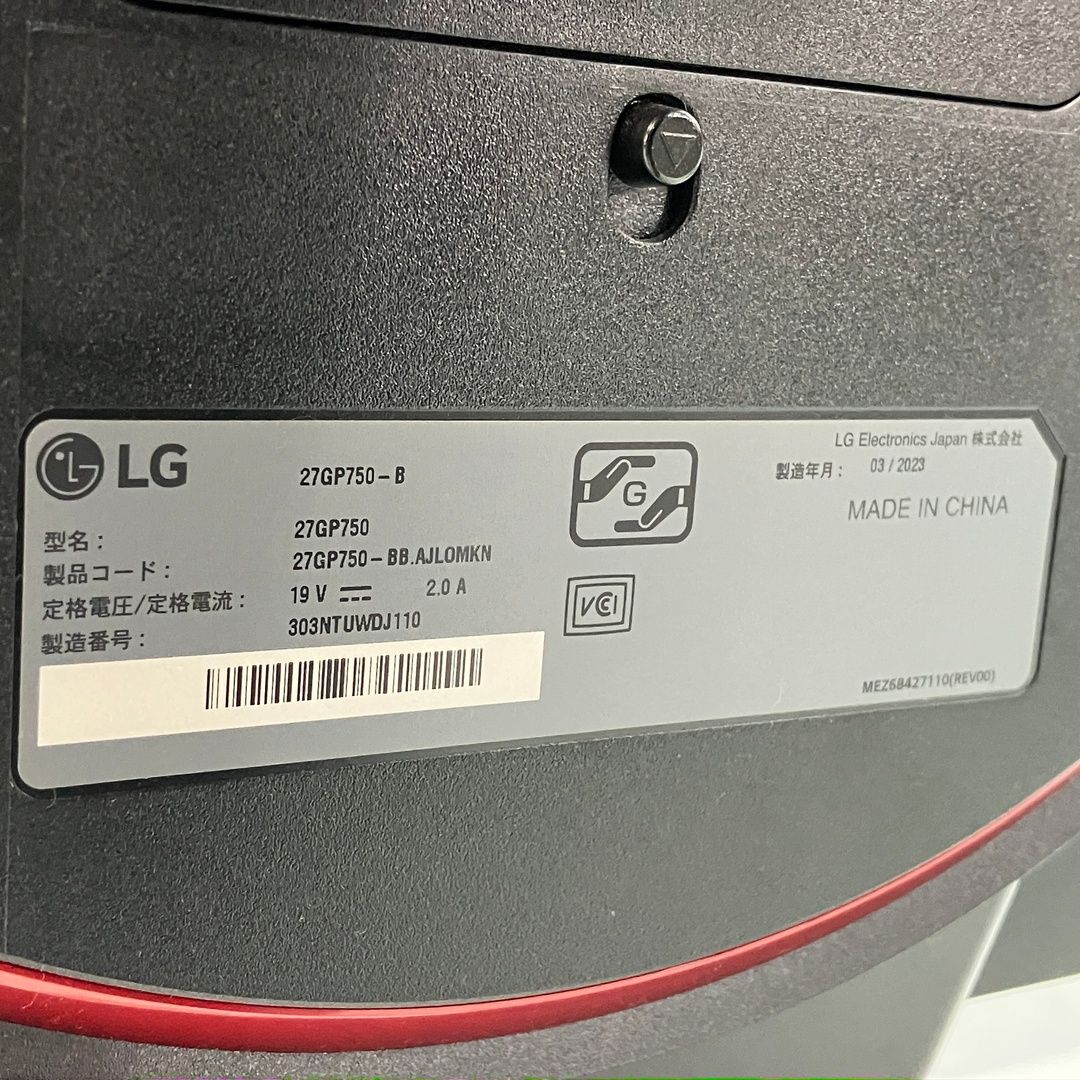 LG
27GP750-B
型名: 27GP750
製品コード: 27GP750-BB.AJLOMKN
定格電圧/定格電流: 19 V 2.0 A
製造番号: 303NTUWDJ110
G
VCI
LG Electronics Japan 株式会社
製造年月: 03/2023
MADE IN CHINA
MEZ68427110(REV00)